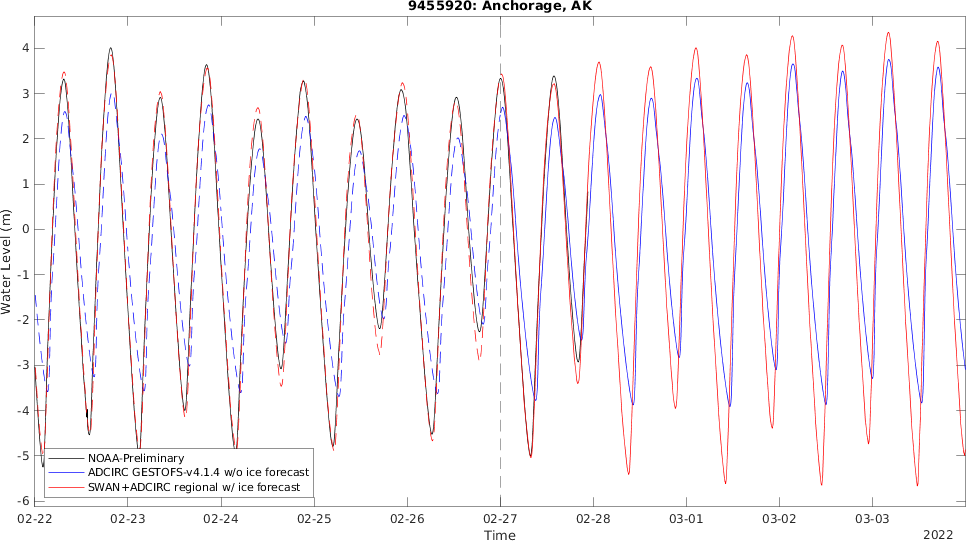 9455920: Anchorage, AK
Water Level (m)
4
3
2
1
0
-1
-2
-3
-4
-5
-6
NOAA-Preliminary
ADCIRC GESTOFS-v4.1.4 w/o ice forecast
SWAN+ADCIRC regional w/ ice forecast
02-22 02-23 02-24 02-25 02-26 02-27 02-28 03-01 03-02 03-03
Time
2022